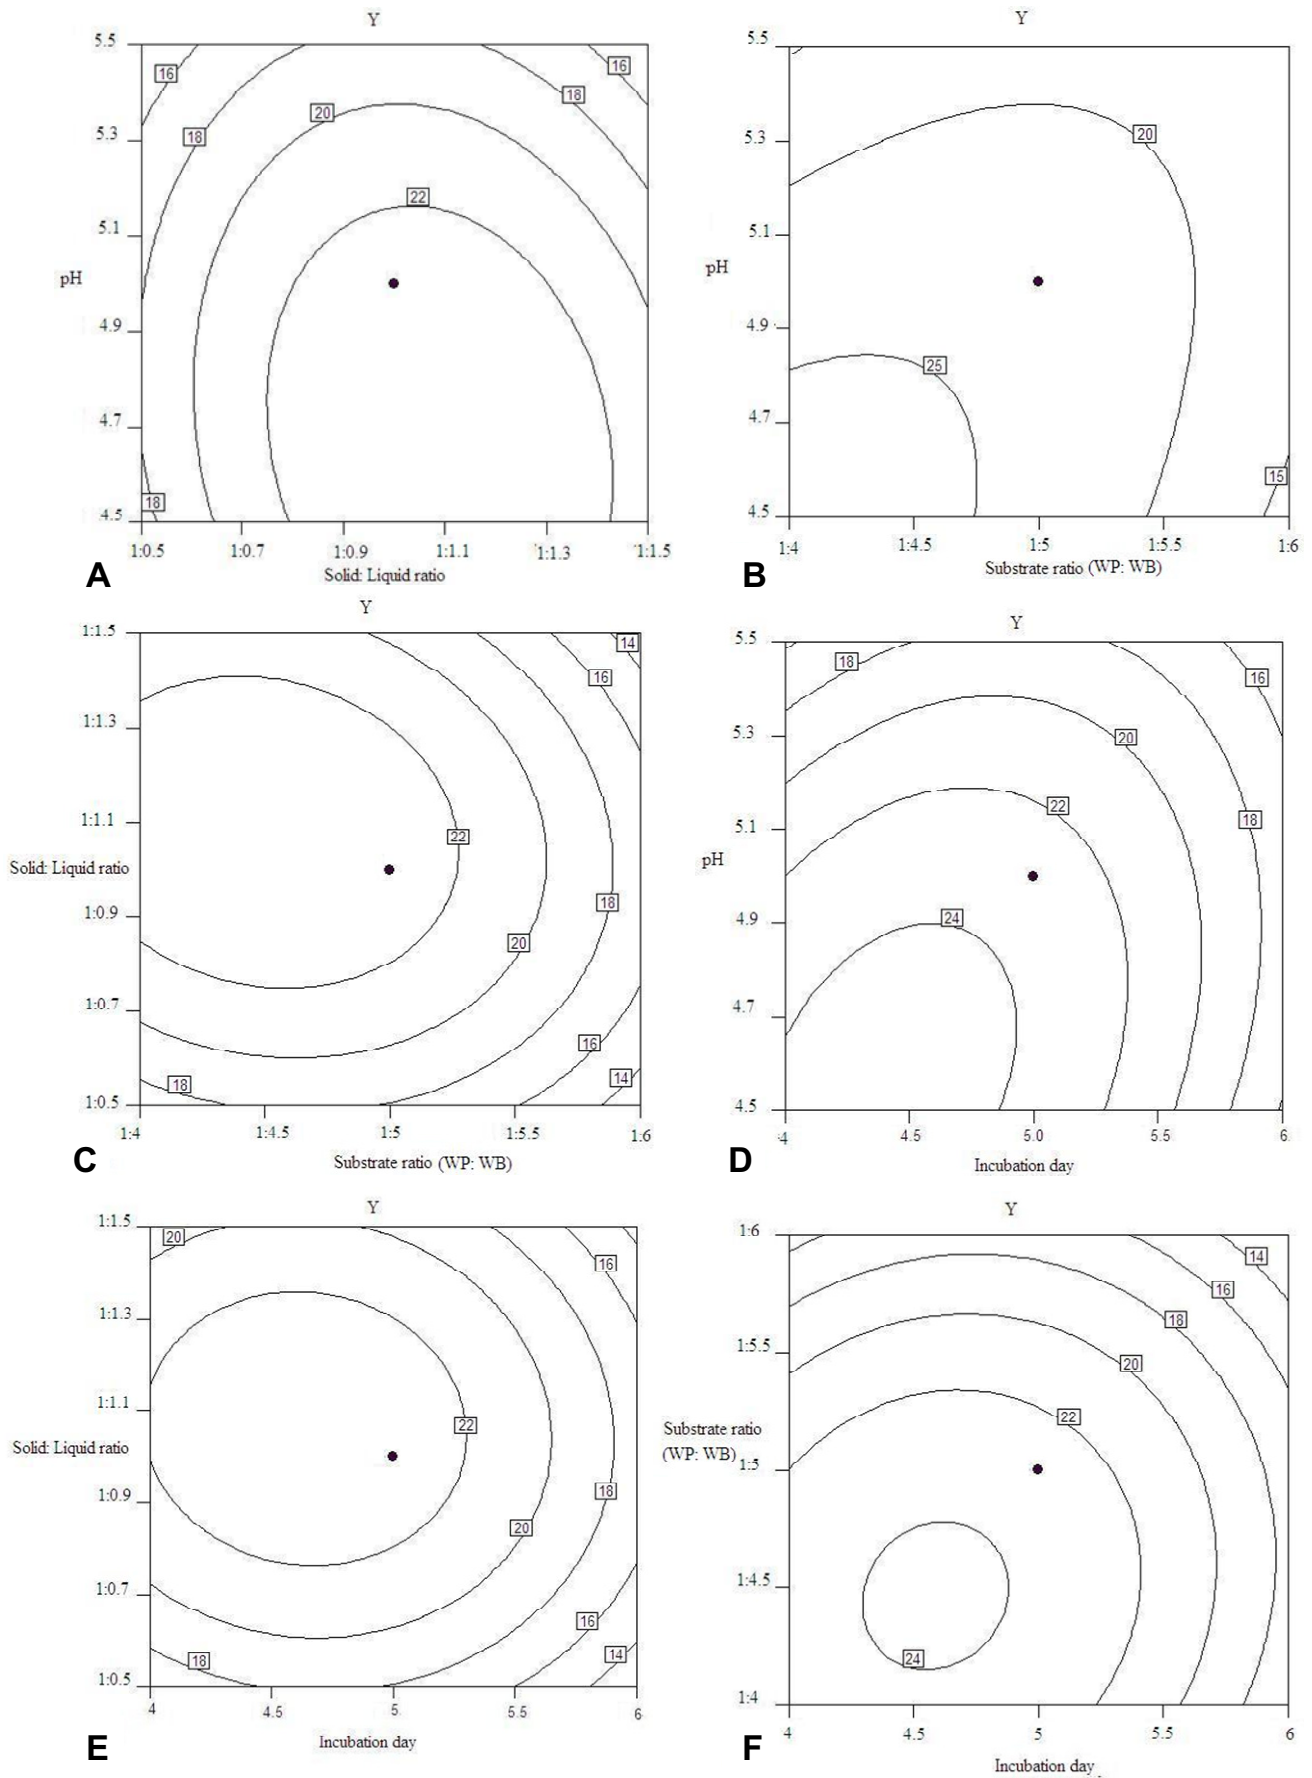 Y
5.5
16
16
18
20
5.3
18
22
5.1
pH
4.9
4.7
18
4.5
1:0.5 1:0.7 1:0.9 1:1.1 1:1.3 1:1.5
Solid: Liquid ratio
A
Y
5.5
5.3
20
5.1
pH
4.9
25
4.7
15
4.5
1:4 1:4.5 1:5 1:5.5 1:6
Substrate ratio (WP: WB)
B
Y
1:1.5
14
16
1:1.3
1:1.1
22
Solid: Liquid ratio
1:0.9
18
20
1:0.7
16
18
14
1:0.5
1:4 1:4.5 1:5 1:5.5 1:6
Substrate ratio (WP: WB)
C
Y
5.5
18
16
5.3
20
22
5.1
18
pH
4.9
24
4.7
4.5
4 4.5 5.0 5.5 6
Incubation day
D
Y
1:1.5
20
16
1:1.3
1:1.1
22
Solid: Liquid ratio
1:0.9
18
20
1:0.7
16
18
14
1:0.5
4 4.5 5 5.5 6
Incubation day
E
Y
1:6
14
16
18
1:5.5
20
22
Substrate ratio
(WP: WB)
1:5
1:4.5
24
1:4
4 4.5 5 5.5 6
Incubation day
F